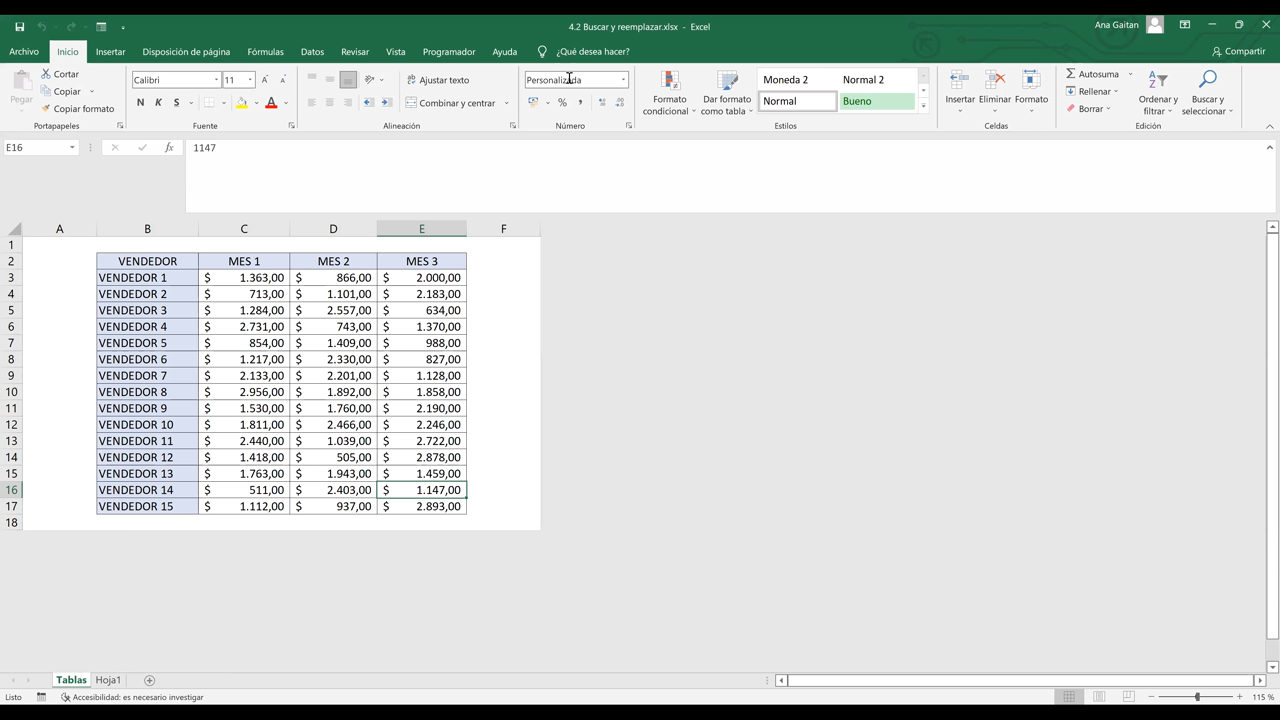 4.2 Buscar y reemplazar.xlsx - Excel
Ana Gaitan
Archivo Inicio Insertar Disposición de página Fórmulas Datos Revisar Vista Programador Ayuda ¿Qué desea hacer? Compartir
Pegar
Cortar
Copiar
Copiar formato
Portapapeles
Calibri 11
N K S
Fuente
Ajustar texto
Combinar y centrar
Alineación
Personalizada
%
Número
Formato condicional
Dar formato como tabla
Moneda 2 Normal 2
Normal Bueno
Estilos
Insertar Eliminar Formato
Celdas
Autosuma
Rellenar
Borrar
Ordenar y filtrar
Buscar y seleccionar
Edición
E16 fx 1147
A B C D E F
1
2 VENDEDOR MES 1 MES 2 MES 3
3 VENDEDOR 1 $ 1.363,00 $ 866,00 $ 2.000,00
4 VENDEDOR 2 $ 713,00 $ 1.101,00 $ 2.183,00
5 VENDEDOR 3 $ 1.284,00 $ 2.557,00 $ 634,00
6 VENDEDOR 4 $ 2.731,00 $ 743,00 $ 1.370,00
7 VENDEDOR 5 $ 854,00 $ 1.409,00 $ 988,00
8 VENDEDOR 6 $ 1.217,00 $ 2.330,00 $ 827,00
9 VENDEDOR 7 $ 2.133,00 $ 2.201,00 $ 1.128,00
10 VENDEDOR 8 $ 2.956,00 $ 1.892,00 $ 1.858,00
11 VENDEDOR 9 $ 1.530,00 $ 1.760,00 $ 2.190,00
12 VENDEDOR 10 $ 1.811,00 $ 2.466,00 $ 2.246,00
13 VENDEDOR 11 $ 2.440,00 $ 1.039,00 $ 2.722,00
14 VENDEDOR 12 $ 1.418,00 $ 505,00 $ 2.878,00
15 VENDEDOR 13 $ 1.763,00 $ 1.943,00 $ 1.459,00
16 VENDEDOR 14 $ 511,00 $ 2.403,00 $ 1.147,00
17 VENDEDOR 15 $ 1.112,00 $ 937,00 $ 2.893,00
18
Tablas Hoja1
Listo Accesibilidad: es necesario investigar 115 %